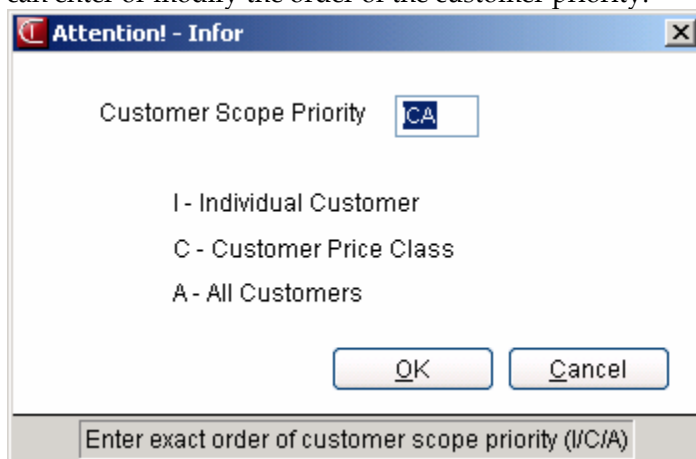 can enter or modify the order of the customer priority.
Attention! - Infor
Customer Scope Priority ICA
I - Individual Customer
C - Customer Price Class
A - All Customers
OK Cancel
Enter exact order of customer scope priority (I/C/A)